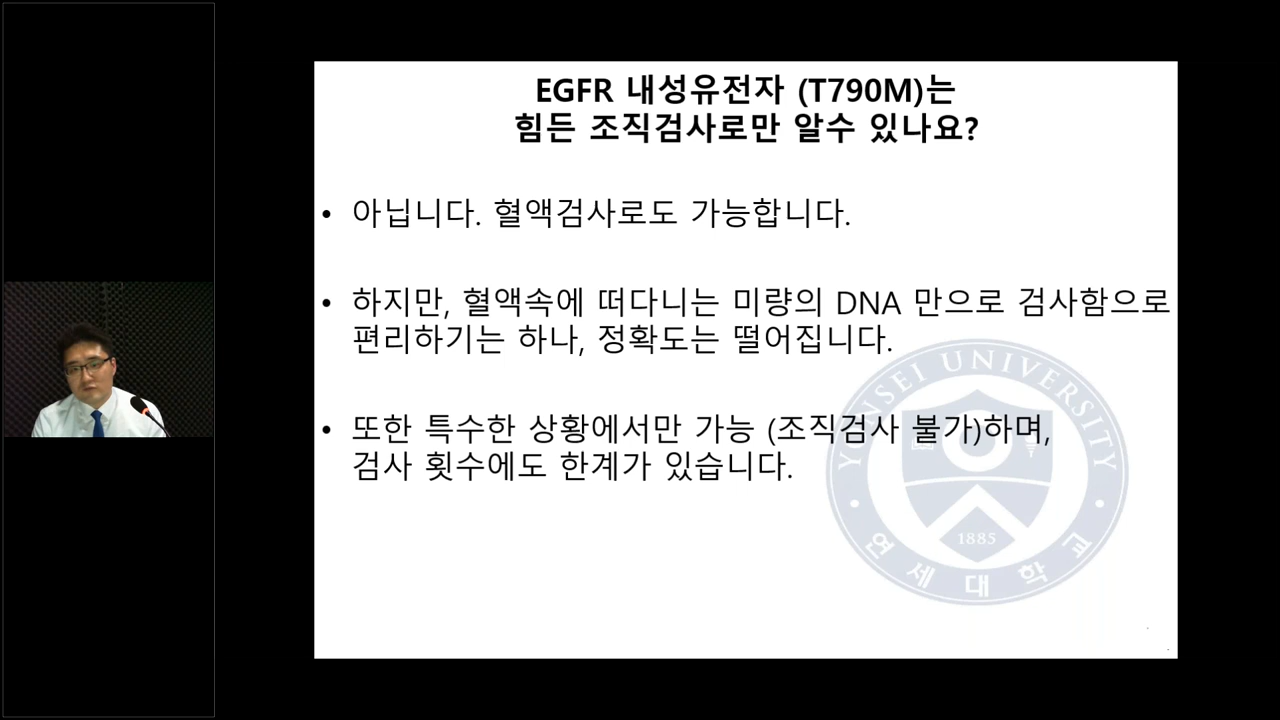 EGFR 내성유전자 (T790M)는
힘든 조직검사로만 알수 있나요?
• 아닙니다. 혈액검사로도 가능합니다.
• 하지만, 혈액속에 떠다니는 미량의 DNA 만으로 검사함으로
편리하기는 하나, 정확도는 떨어집니다.
• 또한 특수한 상황에서만 가능 (조직검사 불가)하며,
검사 횟수에도 한계가 있습니다.
YONSEI UNIVERSITY
1885
연세대학교